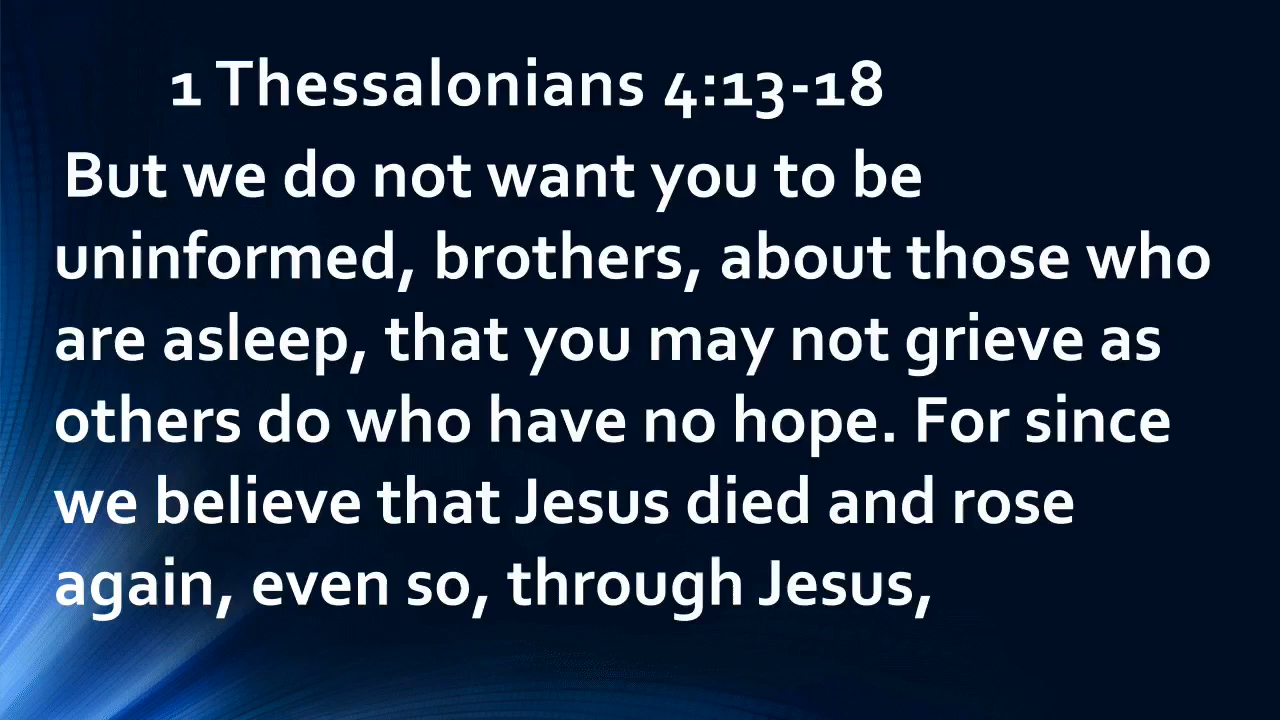 1 Thessalonians 4:13-18
But we do not want you to be
uninformed, brothers, about those who
are asleep, that you may not grieve as
others do who have no hope. For since
we believe that Jesus died and rose
again, even so, through Jesus,